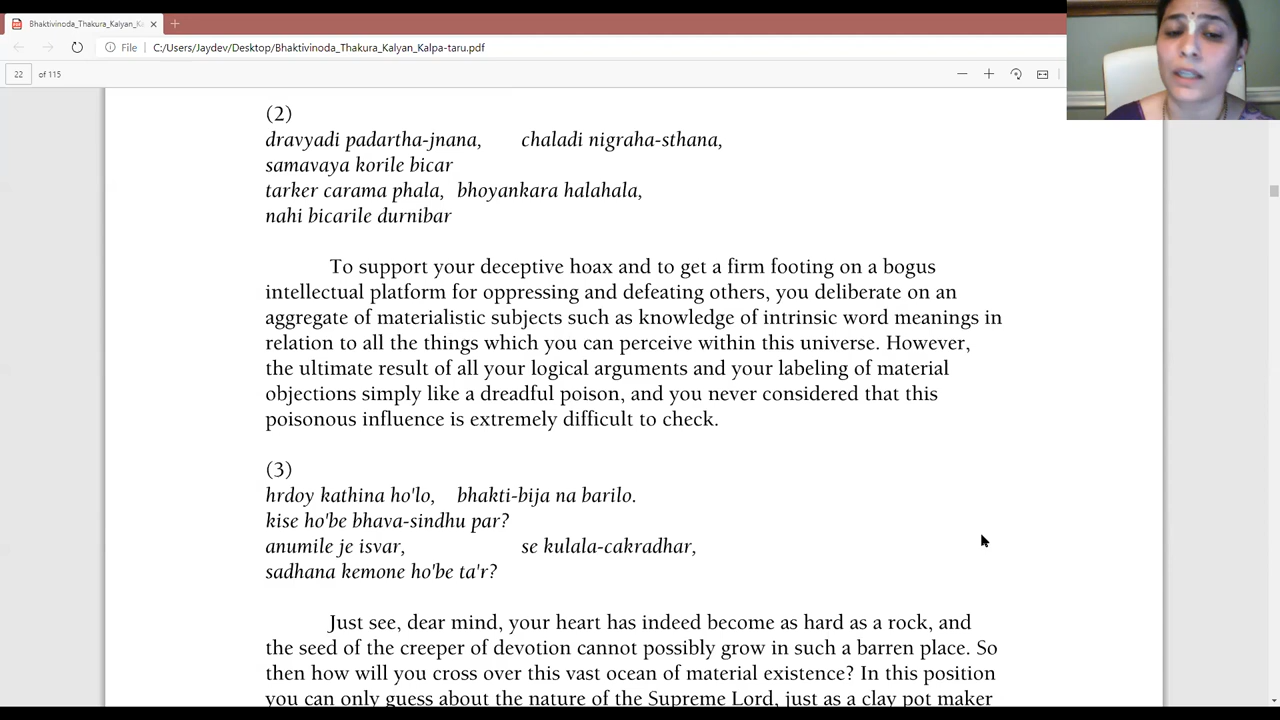 Bhaktivinoda_Thakura_Kalyan_K
File C:/Users/Jaydev/Desktop/Bhaktivinoda_Thakura_Kalyan_Kalpa-taru.pdf
22 of 115
(2)
dravyadi padartha-jnana, chaladi nigraha-sthana,
samavaya korile bicar
tarker carama phala, bhoyankara halahala,
nahi bicarile durnibar
To support your deceptive hoax and to get a firm footing on a bogus
intellectual platform for oppressing and defeating others, you deliberate on an
aggregate of materialistic subjects such as knowledge of intrinsic word meanings in
relation to all the things which you can perceive within this universe. However,
the ultimate result of all your logical arguments and your labeling of material
objections simply like a dreadful poison, and you never considered that this
poisonous influence is extremely difficult to check.
(3)
hrdoy kathina ho'lo, bhakti-bija na barilo.
kise ho'be bhava-sindhu par?
anumile je isvar, se kulala-cakradhar,
sadhana kemone ho'be ta'r?
Just see, dear mind, your heart has indeed become as hard as a rock, and
the seed of the creeper of devotion cannot possibly grow in such a barren place. So
then how will you cross over this vast ocean of material existence? In this position
you can only guess about the nature of the Supreme Lord, just as a clay pot maker